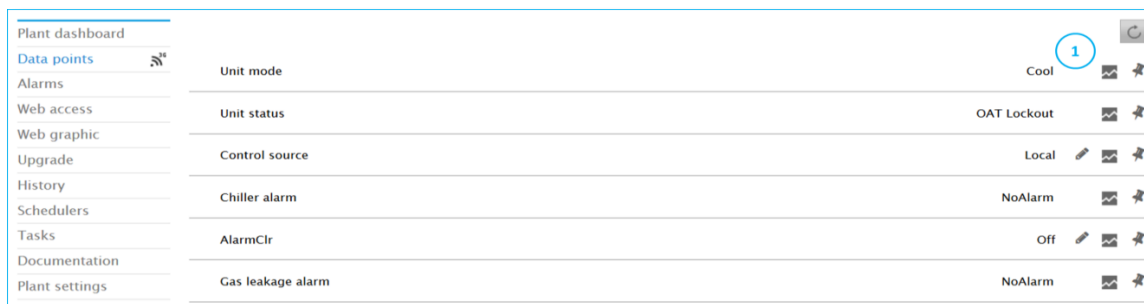 Plant dashboard
Data points 36
Alarms
Web access
Web graphic
Upgrade
History
Schedulers
Tasks
Documentation
Plant settings
1
Unit mode Cool
Unit status OAT Lockout
Control source Local
Chiller alarm NoAlarm
AlarmClr Off
Gas leakage alarm NoAlarm